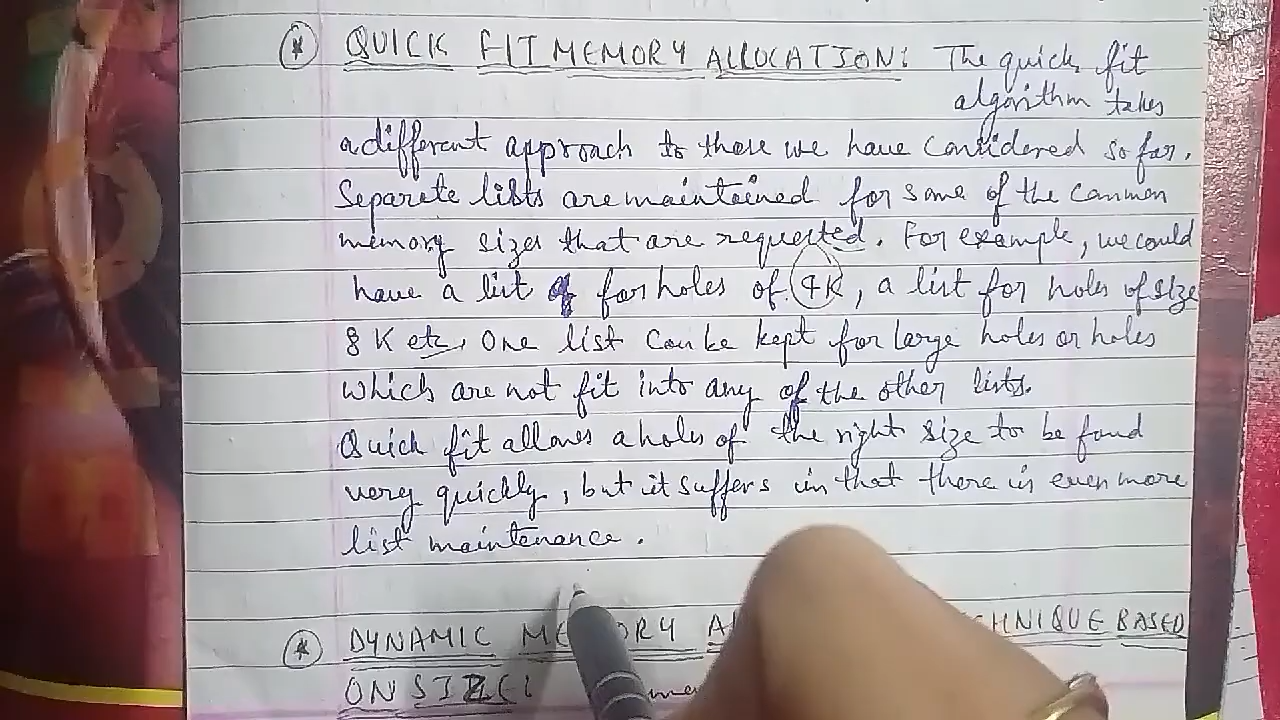 * QUICK FIT MEMORY ALLOCATION: The quick fit
algorithm takes
a different approach to those we have considered so far.
Separate lists are maintained for some of the common
memory sizes that are requested. For example, we could
have a list of for holes of 4K, a list for holes of size
8 K etc, One list can be kept for large holes or holes
which are not fit into any of the other lists.
Quick fit allows a holes of the right size to be found
very quickly, but it suffers in that there is even more
list maintenance.
* DYNAMIC MEMORY BASED
ON SIZE: